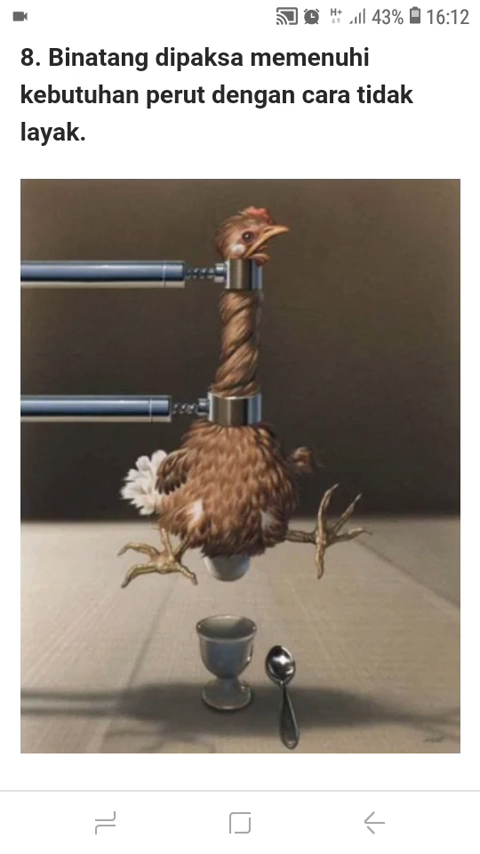 H+ 43% 16:12
8. Binatang dipaksa memenuhi
kebutuhan perut dengan cara tidak
layak.